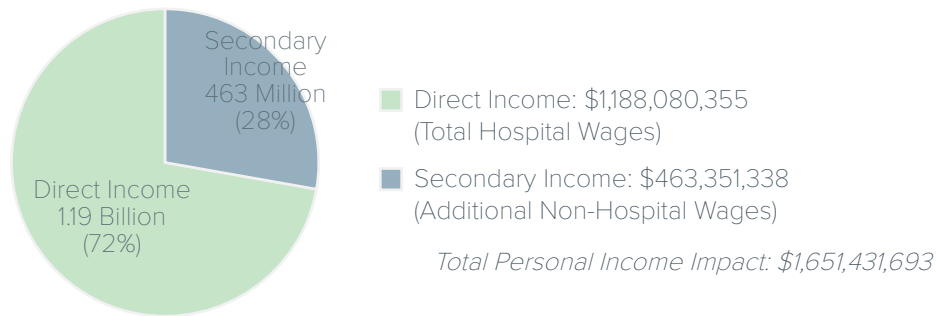 Secondary
Income
463 Million
(28%)
Direct Income
1.19 Billion
(72%)
Direct Income: $1,188,080,355
(Total Hospital Wages)
Secondary Income: $463,351,338
(Additional Non-Hospital Wages)
Total Personal Income Impact: $1,651,431,693